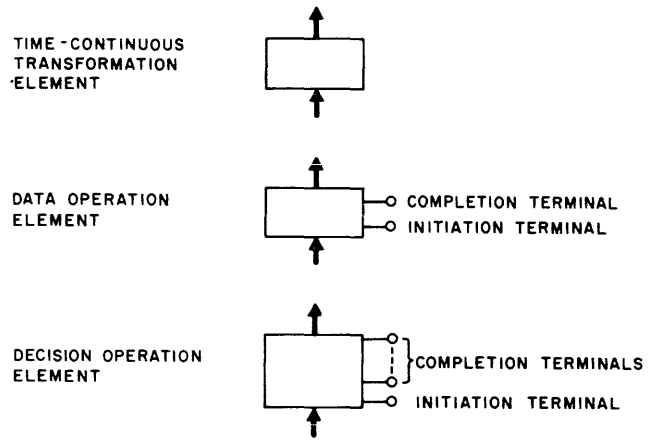 TIME-CONTINUOUS
TRANSFORMATION
ELEMENT
DATA OPERATION
ELEMENT
COMPLETION TERMINAL
INITIATION TERMINAL
DECISION OPERATION
ELEMENT
COMPLETION TERMINALS
INITIATION TERMINAL